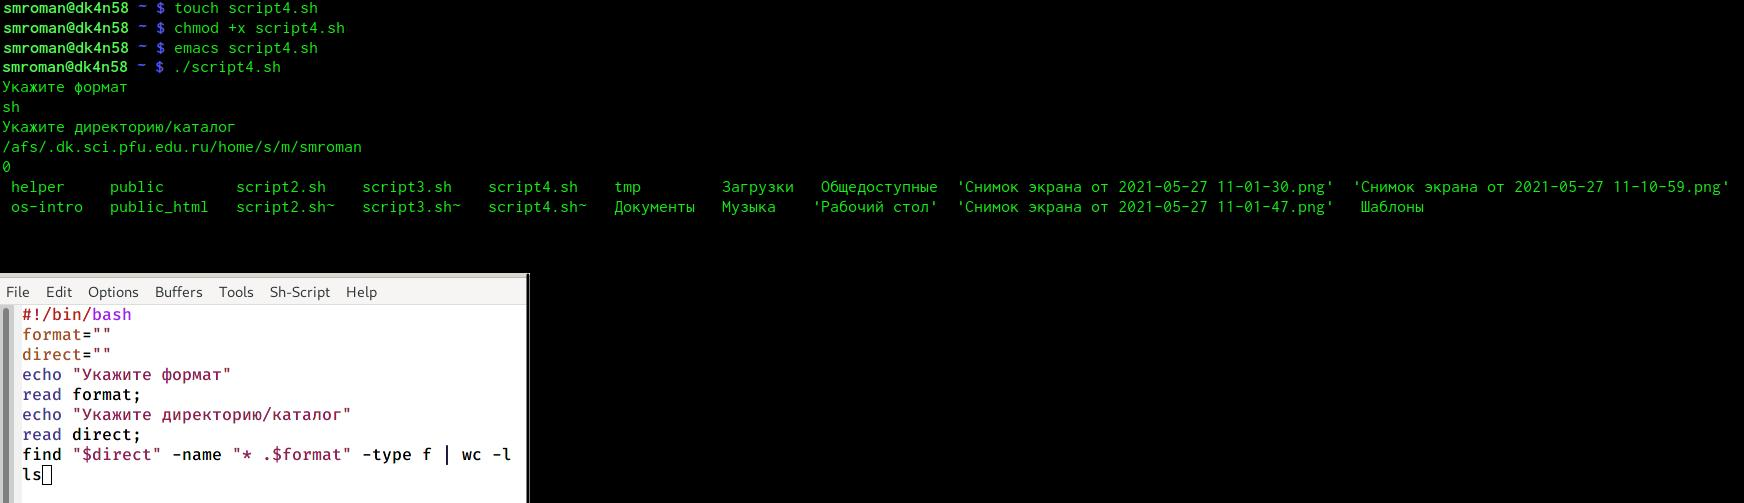 smroman@dk4n58 ~ $ touch script4.sh
smroman@dk4n58 ~ $ chmod +x script4.sh
smroman@dk4n58 ~ $ emacs script4.sh
smroman@dk4n58 ~ $ ./script4.sh
Укажите формат
sh
Укажите директорию/каталог
/afs/.dk.sci.pfu.edu.ru/home/s/m/smroman
0
helper public script2.sh script3.sh script4.sh tmp Загрузки Общедоступные 'Снимок экрана от 2021-05-27 11-01-30.png' 'Снимок экрана от 2021-05-27 11-10-59.png'
os-intro public_html script2.sh~ script3.sh~ script4.sh~ Документы Музыка 'Рабочий стол' 'Снимок экрана от 2021-05-27 11-01-47.png' Шаблоны
File Edit Options Buffers Tools Sh-Script Help
#!/bin/bash
format=""
direct=""
echo "Укажите формат"
read format;
echo "Укажите директорию/каталог"
read direct;
find "$direct" -name "* .$format" -type f | wc -l
ls